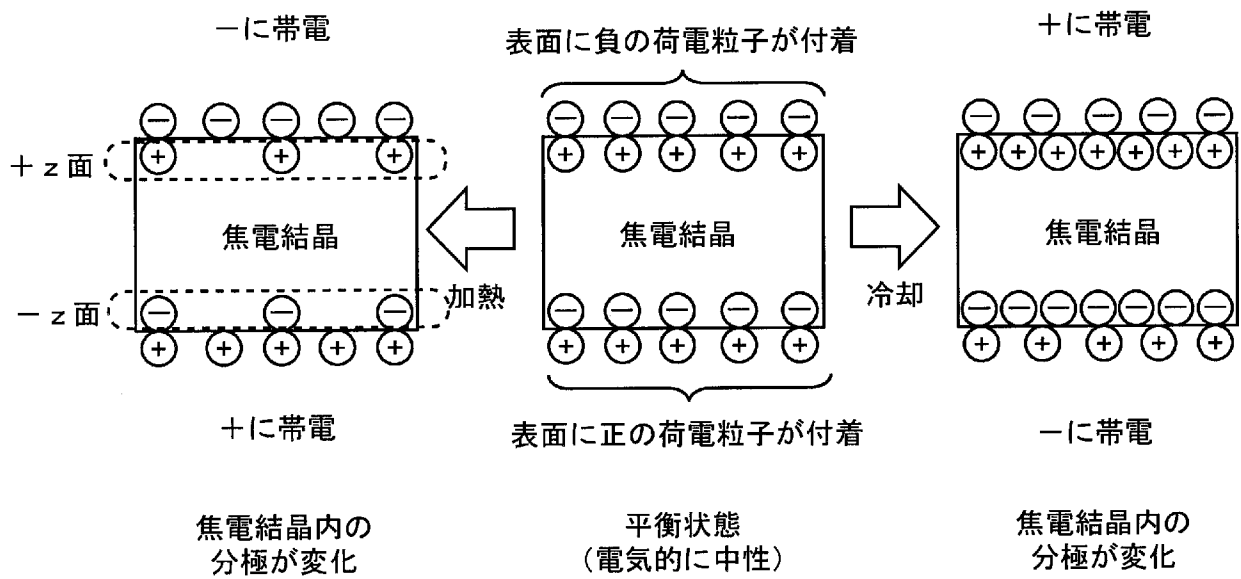 −に帯電
表面に負の荷電粒子が付着
+に帯電
+z面
焦電結晶
焦電結晶
焦電結晶
加熱
冷却
−z面
+に帯電
表面に正の荷電粒子が付着
−に帯電
焦電結晶内の
分極が変化
平衡状態
(電気的に中性)
焦電結晶内の
分極が変化